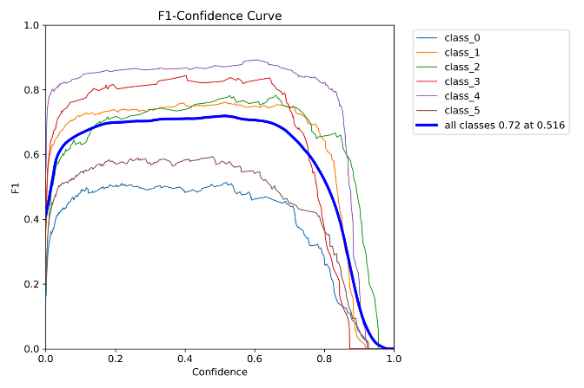 F1-Confidence Curve
1.0
0.8
0.6
0.4
0.2
0.0
F1
0.0 0.2 0.4 0.6 0.8 1.0
Confidence
class_0
class_1
class_2
class_3
class_4
class_5
all classes 0.72 at 0.516